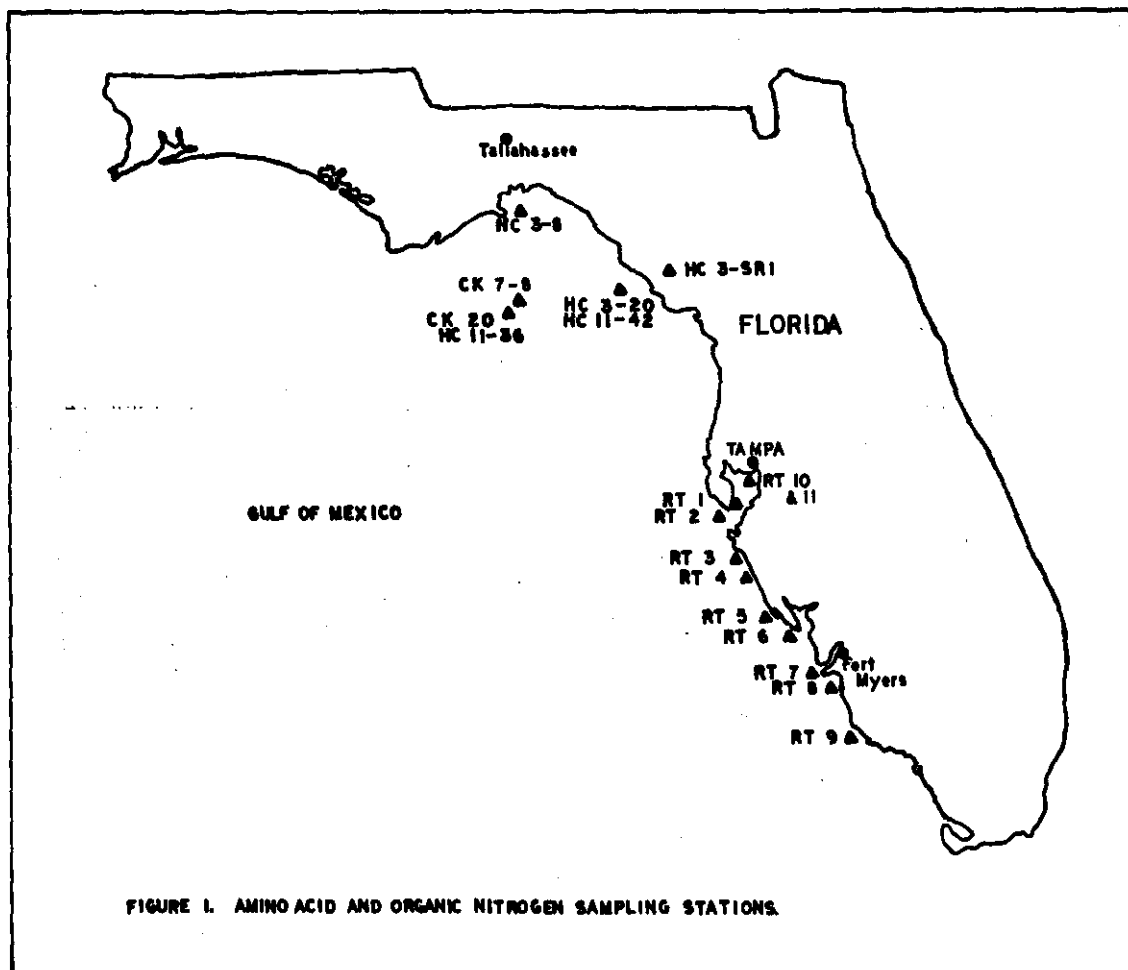 Tallahassee
HC 3-8
HC 3-SR1
CK 7-8
CK 20
HC 11-36
HC 3-20
HC 11-42
FLORIDA
TAMPA
RT 10
& 11
RT 1
RT 2
GULF OF MEXICO
RT 3
RT 4
RT 5
RT 6
RT 7
RT 8
Fort
Myers
RT 9
FIGURE 1. AMINO ACID AND ORGANIC NITROGEN SAMPLING STATIONS.